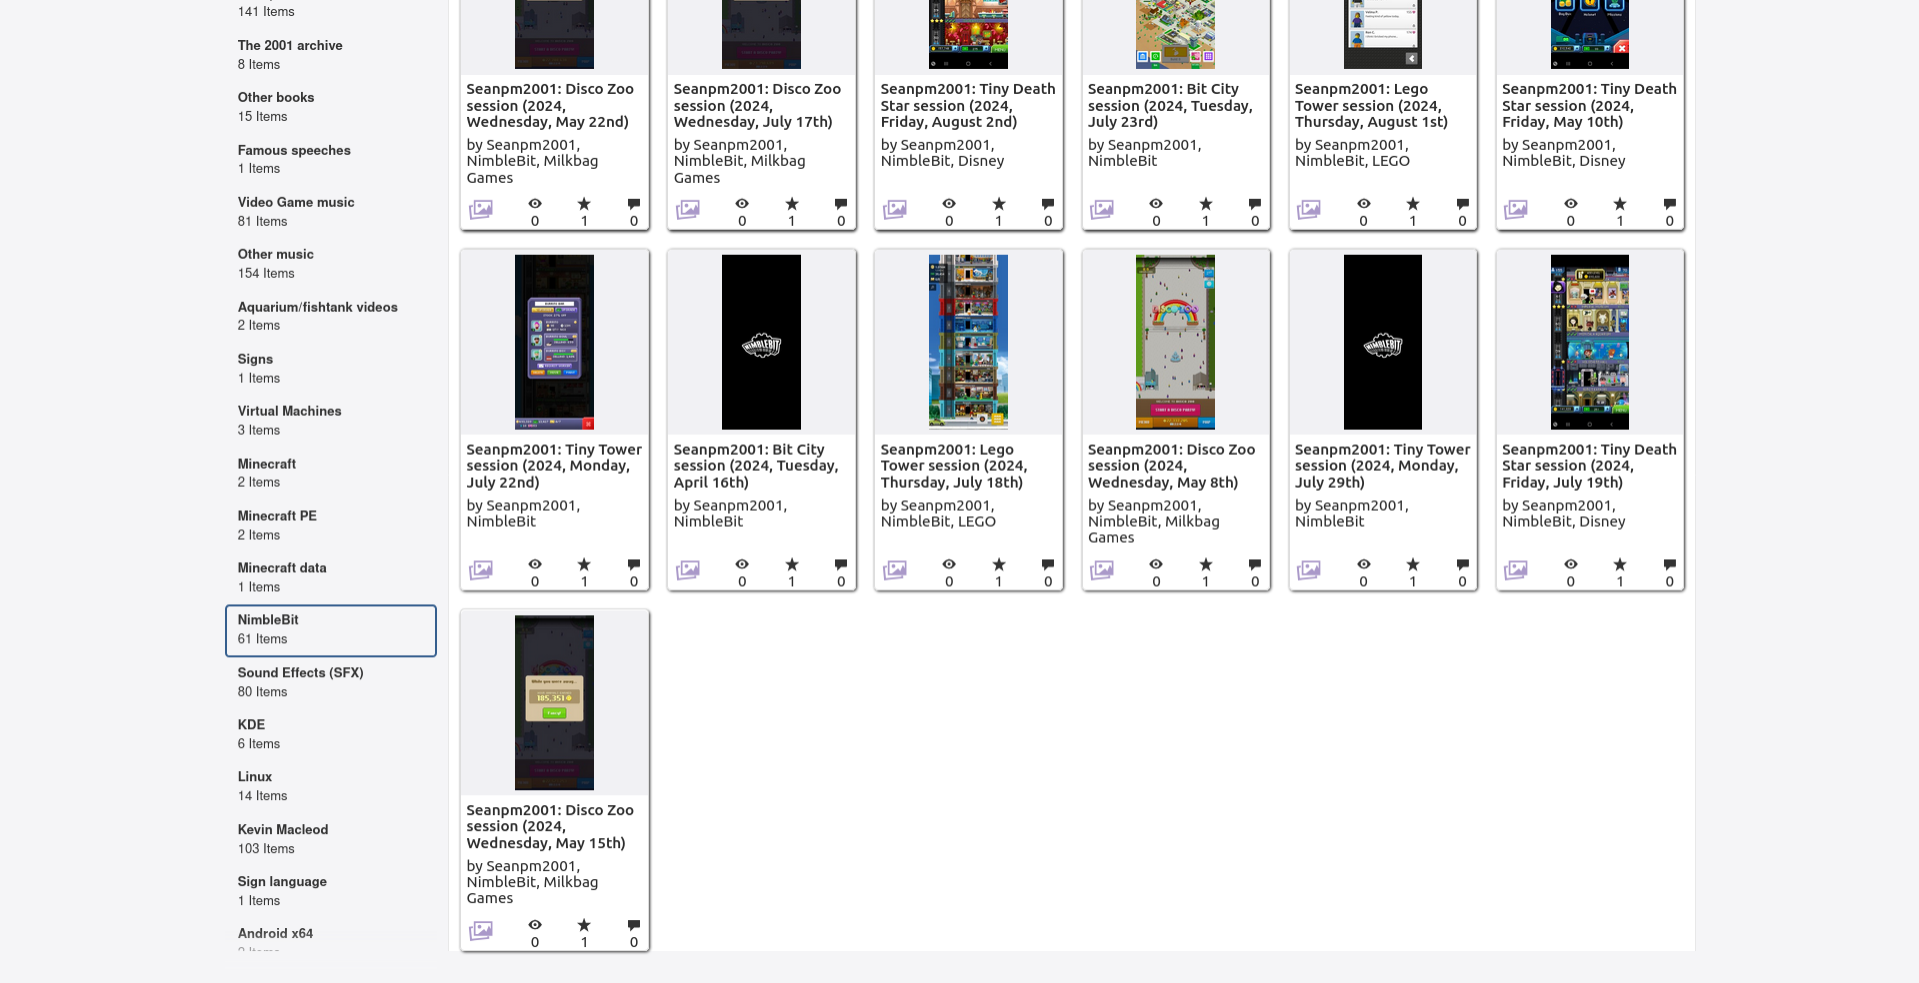 141 Items
The 2001 archive
8 Items
Other books
15 Items
Famous speeches
1 Items
Video Game music
81 Items
Other music
154 Items
Aquarium/fishtank videos
2 Items
Signs
1 Items
Virtual Machines
3 Items
Minecraft
2 Items
Minecraft PE
2 Items
Minecraft data
1 Items
NimbleBit
61 Items
Sound Effects (SFX)
80 Items
KDE
6 Items
Linux
14 Items
Kevin Macleod
103 Items
Sign language
1 Items
Android x64
Seanpm2001: Disco Zoo
session (2024,
Wednesday, May 22nd)
by Seanpm2001,
NimbleBit, Milkbag
Games
0 1 0
Seanpm2001: Disco Zoo
session (2024,
Wednesday, July 17th)
by Seanpm2001,
NimbleBit, Milkbag
Games
0 1 0
Seanpm2001: Tiny Death
Star session (2024,
Friday, August 2nd)
by Seanpm2001,
NimbleBit, Disney
0 1 0
Seanpm2001: Bit City
session (2024, Tuesday,
July 23rd)
by Seanpm2001,
NimbleBit
0 1 0
Seanpm2001: Lego
Tower session (2024,
Thursday, August 1st)
by Seanpm2001,
NimbleBit, LEGO
0 1 0
Seanpm2001: Tiny Death
Star session (2024,
Friday, May 10th)
by Seanpm2001,
NimbleBit, Disney
0 1 0
Seanpm2001: Tiny Tower
session (2024, Monday,
July 22nd)
by Seanpm2001,
NimbleBit
0 1 0
NIMBLEBIT
Seanpm2001: Bit City
session (2024, Tuesday,
April 16th)
by Seanpm2001,
NimbleBit
0 1 0
Seanpm2001: Lego
Tower session (2024,
Thursday, July 18th)
by Seanpm2001,
NimbleBit, LEGO
0 1 0
Seanpm2001: Disco Zoo
session (2024,
Wednesday, May 8th)
by Seanpm2001,
NimbleBit, Milkbag
Games
0 1 0
NIMBLEBIT
Seanpm2001: Tiny Tower
session (2024, Monday,
July 29th)
by Seanpm2001,
NimbleBit
0 1 0
Seanpm2001: Tiny Death
Star session (2024,
Friday, July 19th)
by Seanpm2001,
NimbleBit, Disney
0 1 0
Seanpm2001: Disco Zoo
session (2024,
Wednesday, May 15th)
by Seanpm2001,
NimbleBit, Milkbag
Games
0 1 0